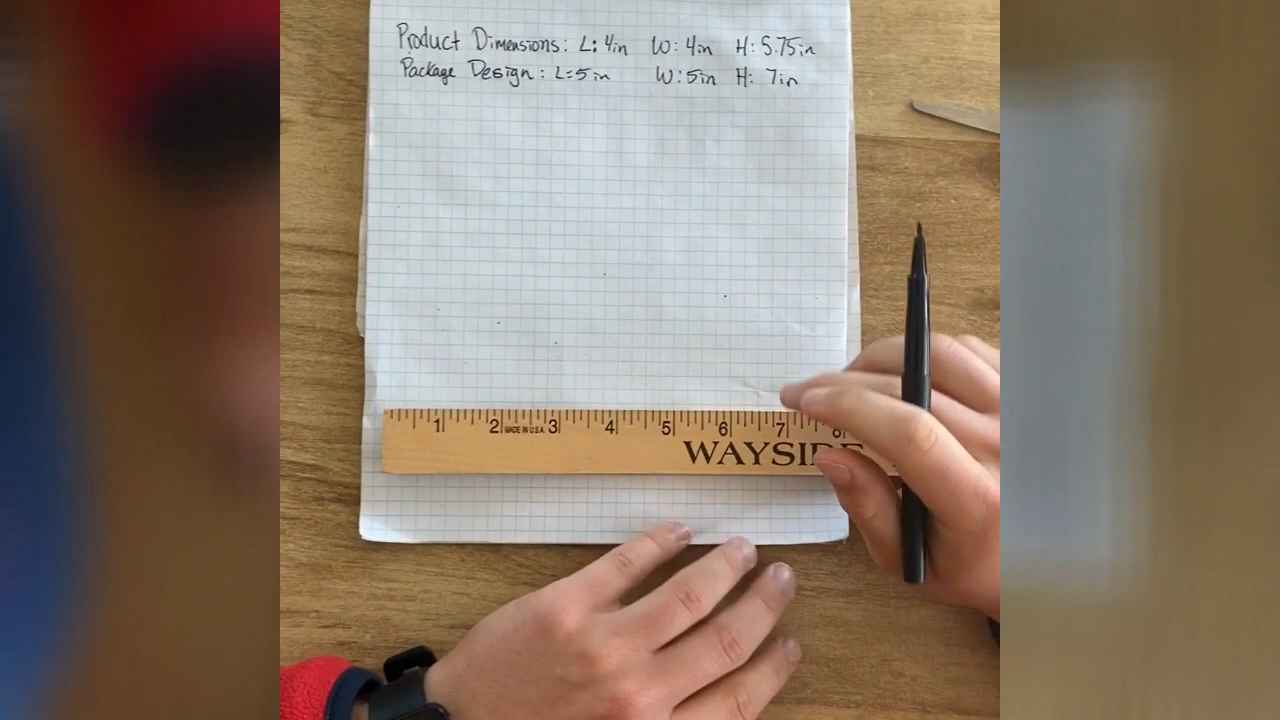 Product Dimensions: L: 4in W: 4in H: 5.75in
Package Design: L=5in W: 5in H: 7in
1 2 MADE IN U.S.A. 3 4 5 6 7 8